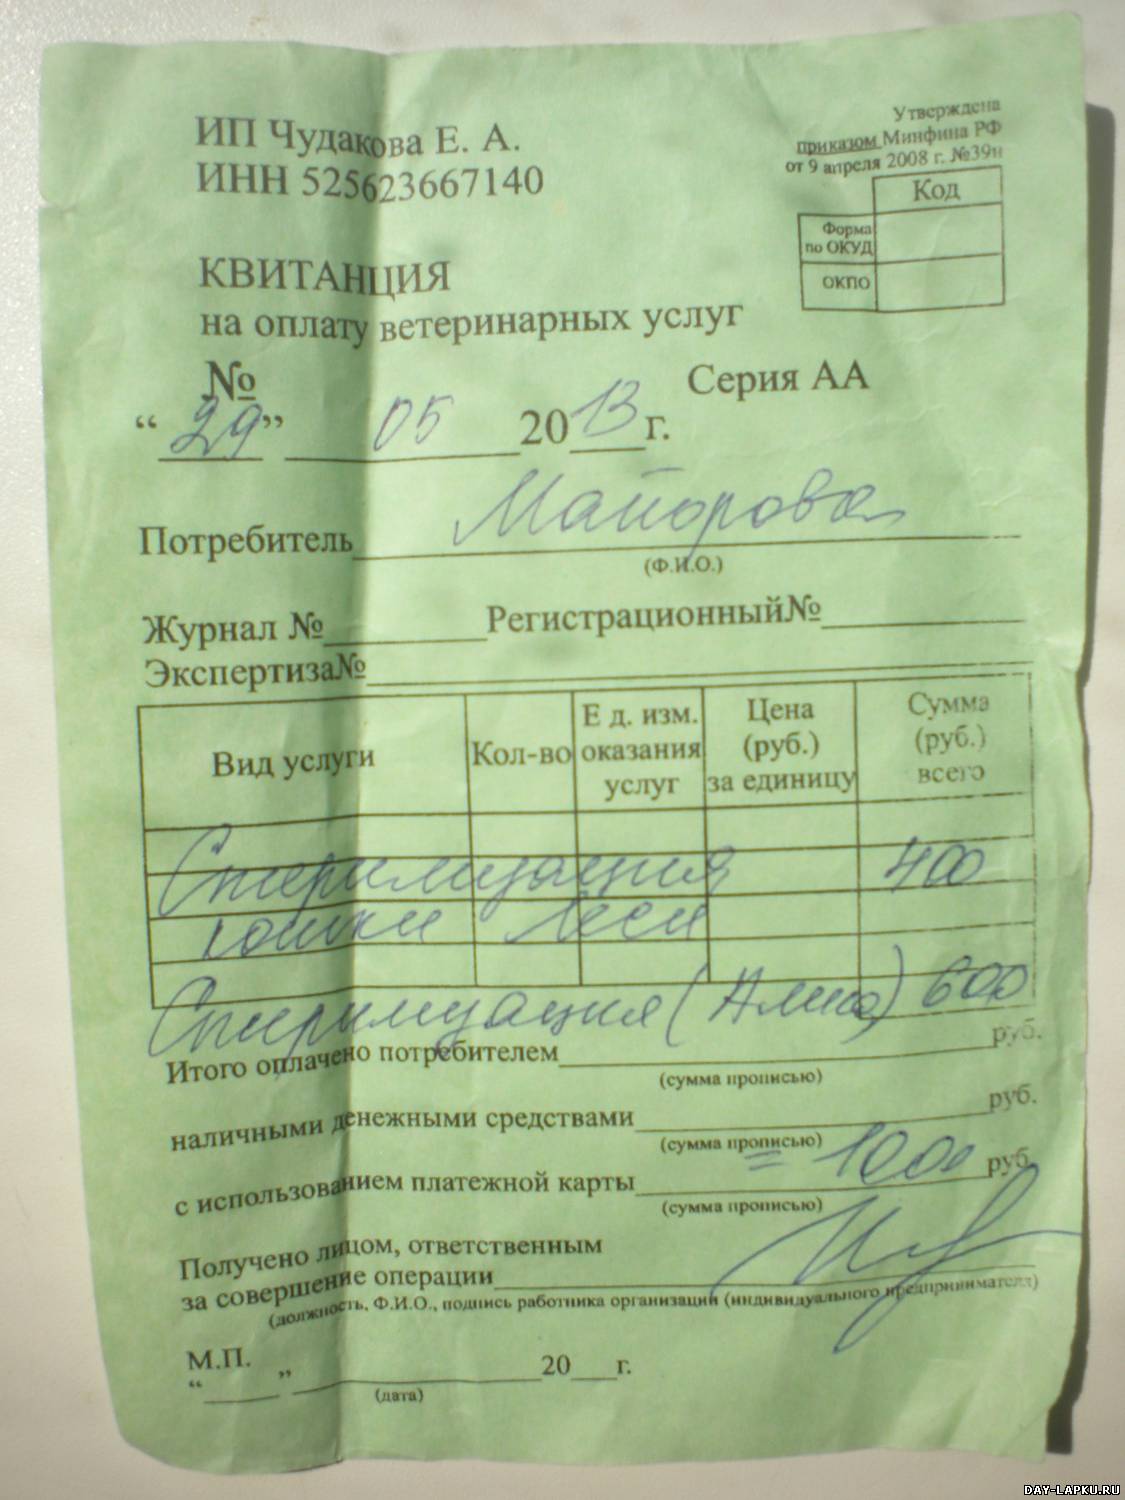 ИП Чудакова Е. А.
ИНН 525623667140
Утверждена
приказом Минфина РФ
от 9 апреля 2008 г. №39н
Код
Форма
по ОКУД
ОКПО
КВИТАНЦИЯ
на оплату ветеринарных услуг
№
Серия АА
“ 29 ” 05 2013 г.
Потребитель Майорова
(Ф.И.О.)
Журнал № Регистрационный№
Экспертиза№
Вид услуги
Кол-во
Е д. изм.
оказания
услуг
Цена
(руб.)
за единицу
Сумма
(руб.)
всего
Стерилизация 400
кошки Леси
Стерилизация (Алиса) 600
Итого оплачено потребителем руб.
(сумма прописью)
наличными денежными средствами руб.
(сумма прописью)
= 1000
с использованием платежной карты руб.
(сумма прописью)
Получено лицом, ответственным
за совершение операции
(должность, Ф.И.О., подпись работника организации (индивидуального предпринимателя)
М.П.
“ ” 20 г.
(дата)
DAY-LAPKU.RU